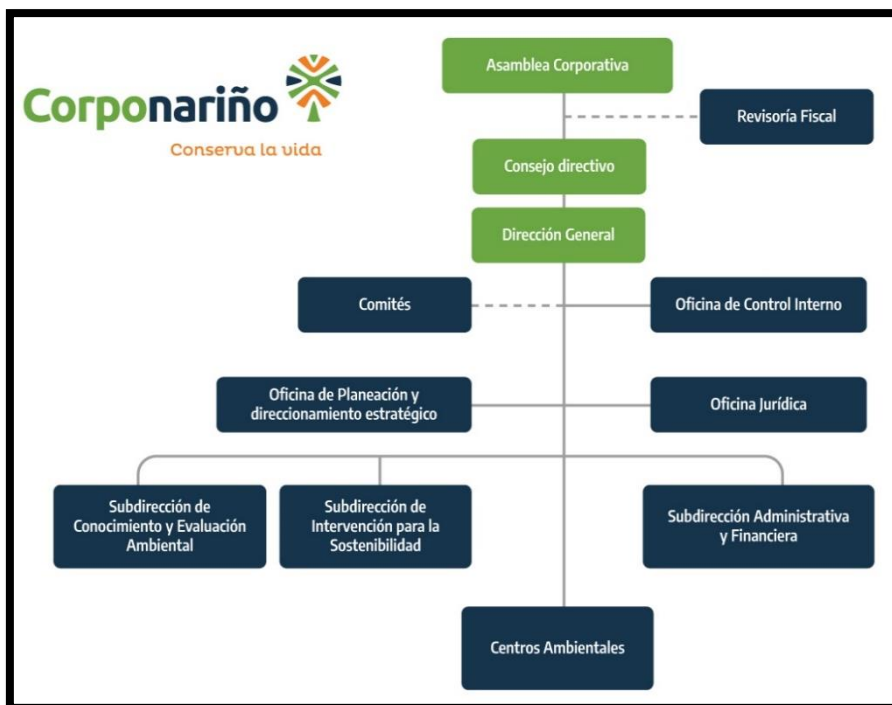 Asamblea Corporativa
Corponariño
Conserva la vida
Revisoría Fiscal
Consejo directivo
Dirección General
Comités
Oficina de Control Interno
Oficina de Planeación y
direccionamiento estratégico
Oficina Jurídica
Subdirección de
Conocimiento y Evaluación
Ambiental
Subdirección de
Intervención para la
Sostenibilidad
Subdirección Administrativa
y Financiera
Centros Ambientales